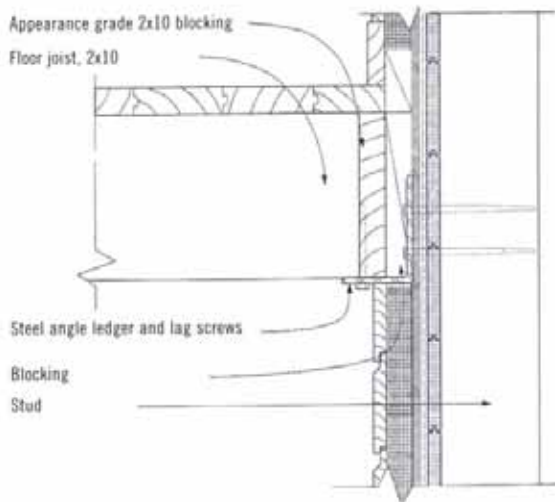 Appearance grade 2x10 blocking
Floor joist, 2x10
Steel angle ledger and lag screws
Blocking
Stud